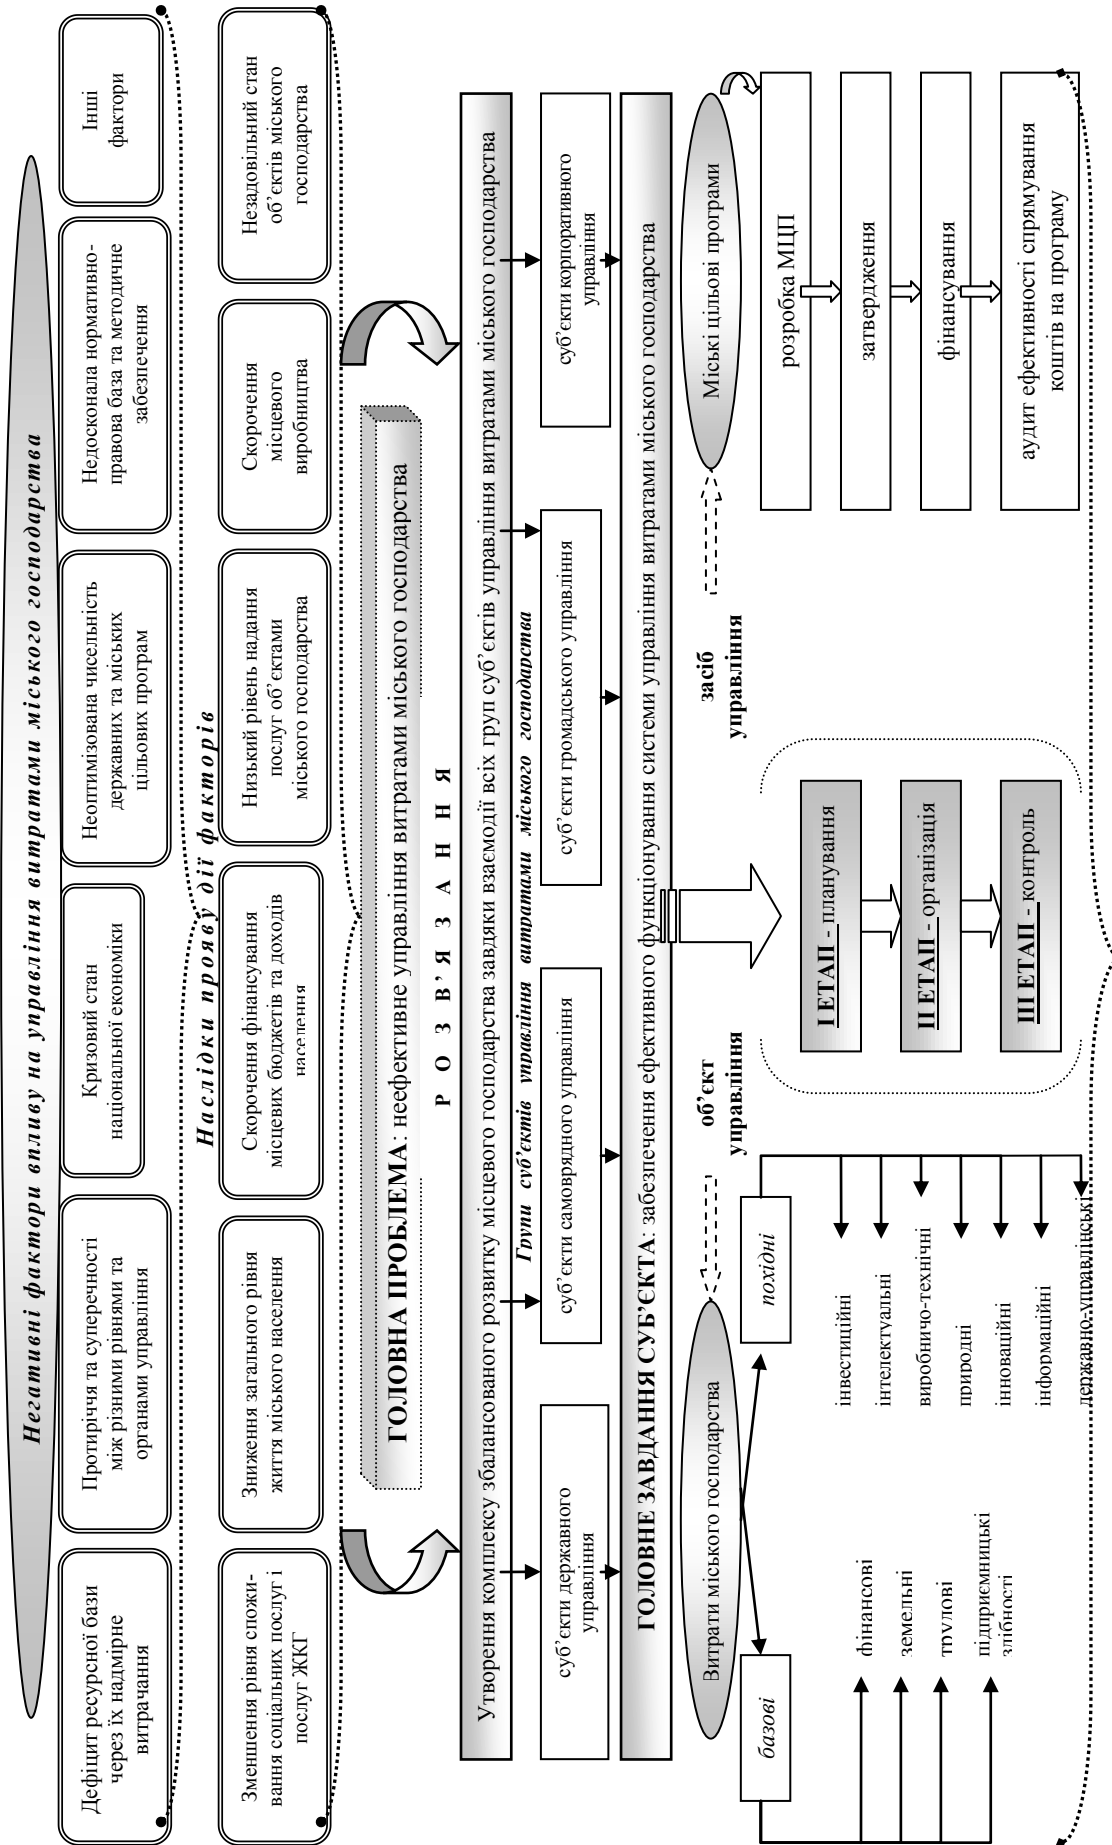 Негативні фактори впливу на управління витратами міського господарства
Дефіцит ресурсної бази
через їх надмірне
витрачання
Протиріччя та суперечності
між різними рівнями та
органами управління
Кризовий стан
національної економіки
Неоптимізована чисельність
державних та міських
цільових програм
Недосконала нормативно-
правова база та методичне
забезпечення
Інші
фактори
Наслідки прояву дії факторів
Зменшення рівня спожи-
вання соціальних послуг і
послуг ЖКГ
Зниження загального рівня
життя міського населення
Скорочення фінансування
місцевих бюджетів та доходів
населення
Низький рівень надання
послуг об’єктами
міського господарства
Скорочення
місцевого
виробництва
Незадовільний стан
об’єктів міського
господарства
ГОЛОВНА ПРОБЛЕМА: неефективне управління витратами міського господарства
Р О З В’Я З А Н Н Я
Утворення комплексу збалансованого розвитку місцевого господарства завдяки взаємодії всіх груп суб’єктів управління витратами міського господарства
Групи суб’єктів управління витратами міського господарства
суб’єкти державного
управління
суб’єкти самоврядного управління
суб’єкти громадського управління
суб’єкти корпоративного
управління
ГОЛОВНЕ ЗАВДАННЯ СУБ’ЄКТА: забезпечення ефективного функціонування системи управління витратами міського господарства
Витрати міського господарства
об’єкт
управління
засіб
управління
Міські цільові програми
базові
фінансові
земельні
трудові
підприємницькі
здібності
похідні
інвестиційні
інтелектуальні
виробничо-технічні
природні
інноваційні
інформаційні
державно-управлінські
І ЕТАП - планування
ІІ ЕТАП - організація
ІІІ ЕТАП - контроль
розробка МЦП
затвердження
фінансування
аудит ефективності спрямування
коштів на програму